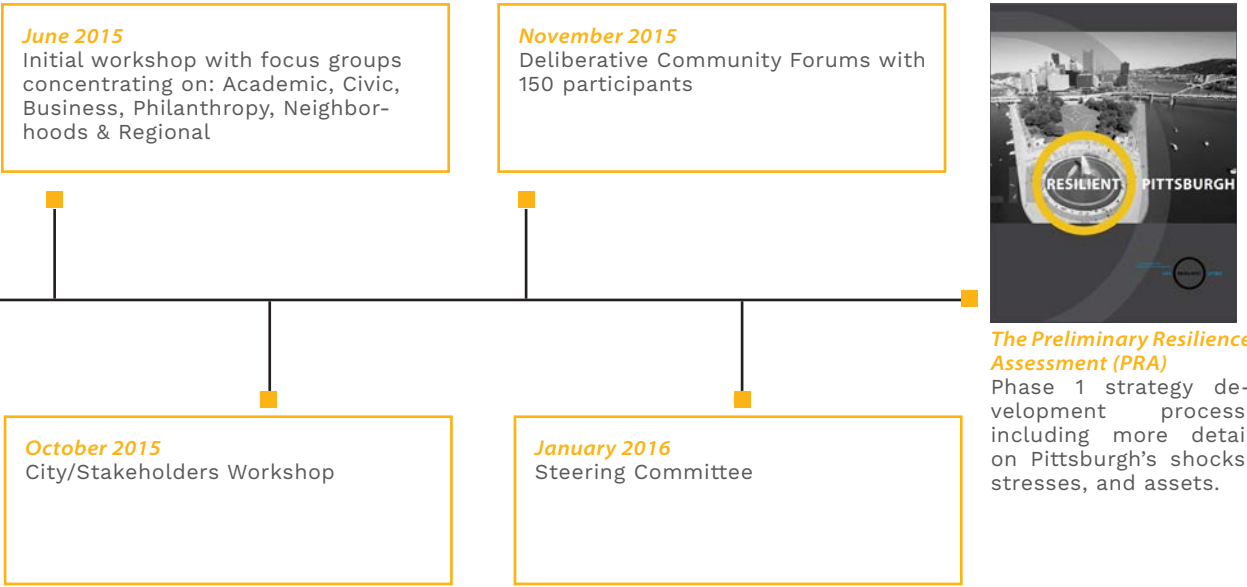 June 2015
Initial workshop with focus groups
concentrating on: Academic, Civic,
Business, Philanthropy, Neighbor-
hoods & Regional
November 2015
Deliberative Community Forums with
150 participants
RESILIENT PITTSBURGH
RESILIENT
October 2015
City/Stakeholders Workshop
January 2016
Steering Committee
The Preliminary Resilience
Assessment (PRA)
Phase 1 strategy de-
velopment process
including more detai
on Pittsburgh's shocks
stresses, and assets.